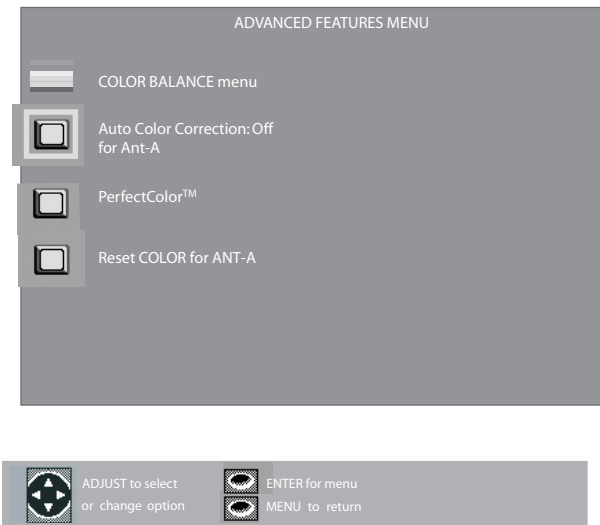 ADVANCED FEATURES MENU
COLOR BALANCE menu
Auto Color Correction: Off
for Ant-A
PerfectColor™
Reset COLOR for ANT-A
ADJUST to select
or change option
ENTER for menu
MENU to return